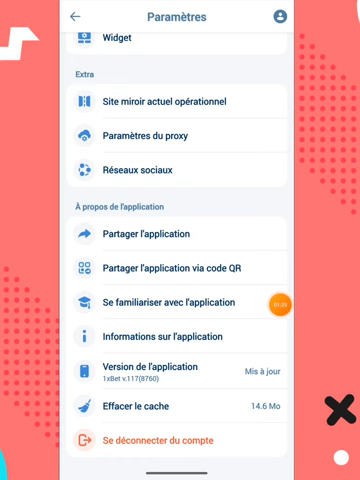 Paramètres
Widget
Extra
Site miroir actuel opérationnel
Paramètres du proxy
Réseaux sociaux
À propos de l'application
Partager l'application
Partager l'application via code QR
Se familiariser avec l'application
Informations sur l'application
Version de l'application
Mis à jour
1xBet v.117(8760)
Effacer le cache
14.6 Mo
Se déconnecter du compte